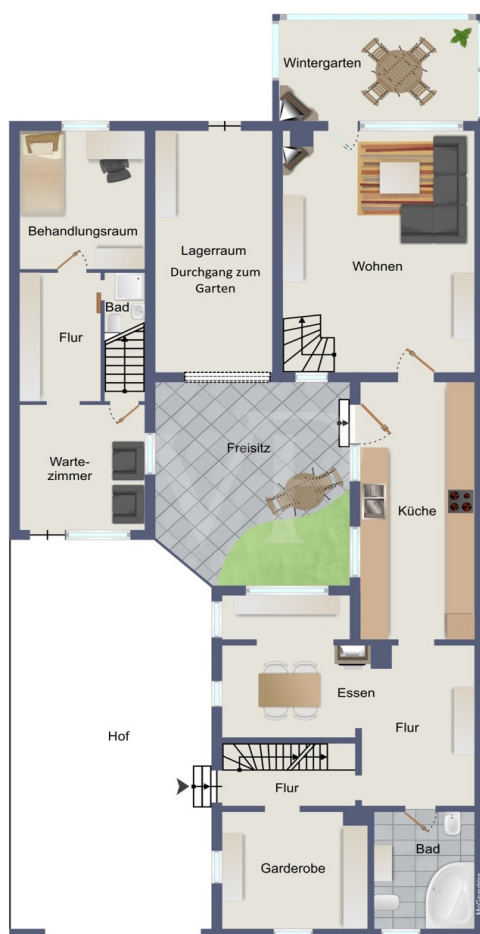 Wintergarten
Behandlungsraum
Lagerraum
Durchgang zum
Garten
Wohnen
Bad
Flur
Warte-
zimmer
Freisitz
Küche
Essen
Flur
Hof
Flur
Garderobe
Bad